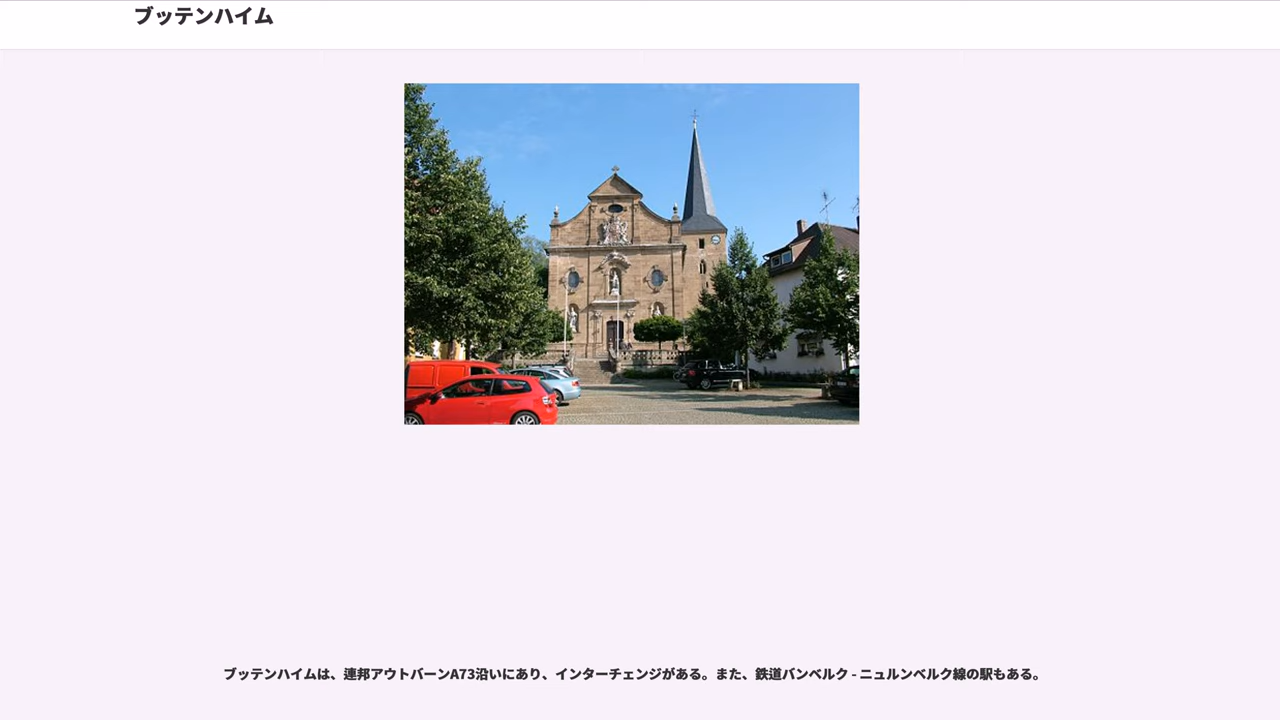 ブッテンハイム
ブッテンハイムは、連邦アウトバーンA73沿いにあり、インターチェンジがある。また、鉄道バンベルク - ニュルンベルク線の駅もある。